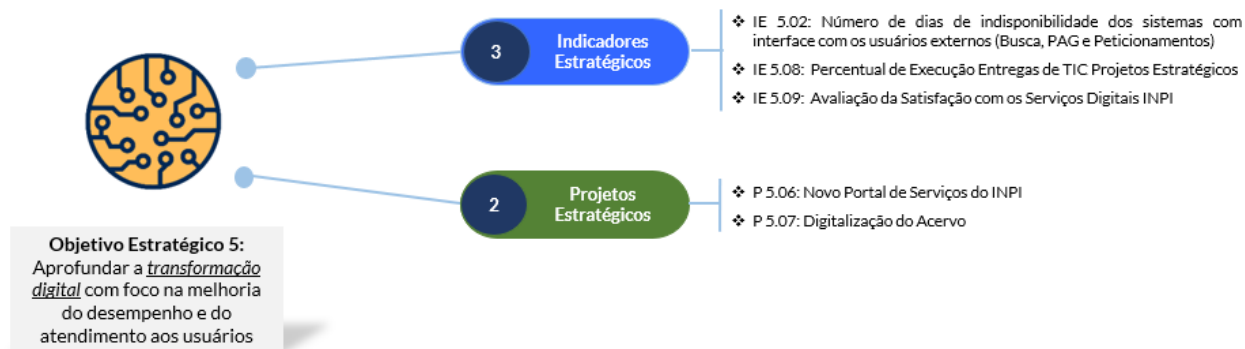 3
Indicadores
Estratégicos
❖ IE 5.02: Número de dias de indisponibilidade dos sistemas com
interface com os usuários externos (Busca, PAG e Peticionamentos)
❖ IE 5.08: Percentual de Execução Entregas de TIC Projetos Estratégicos
❖ IE 5.09: Avaliação da Satisfação com os Serviços Digitais INPI
2
Projetos
Estratégicos
❖ P 5.06: Novo Portal de Serviços do INPI
❖ P 5.07: Digitalização do Acervo
Objetivo Estratégico 5:
Aprofundar a transformação
digital com foco na melhoria
do desempenho e do
atendimento aos usuários